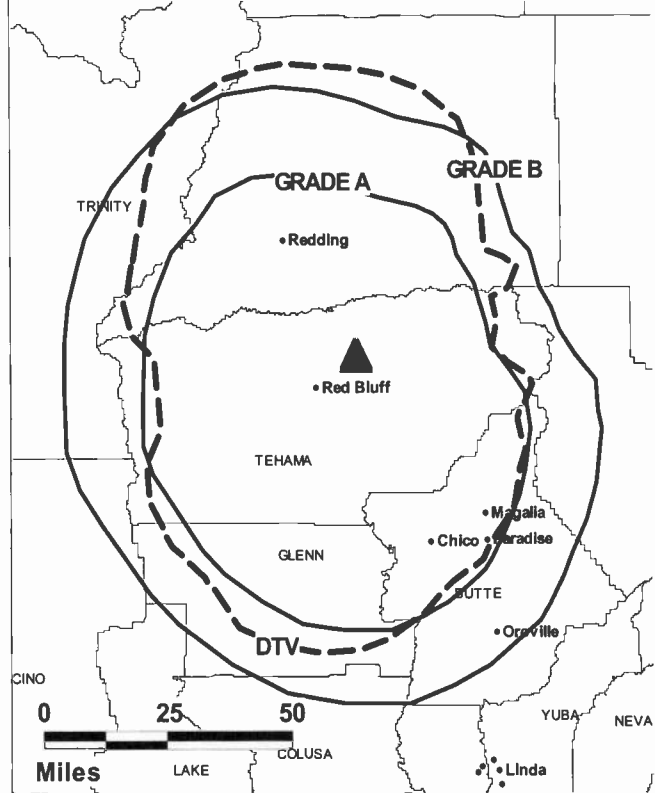 GRADE B
GRADE A
TRINITY
Redding
Red Bluff
TEHAMA
Magalia
Chico
Paradise
GLENN
BUTTE
Oroville
DTV
CINO
0 25 50
YUBA
NEVA
COLUSA
Miles
LAKE
Linda